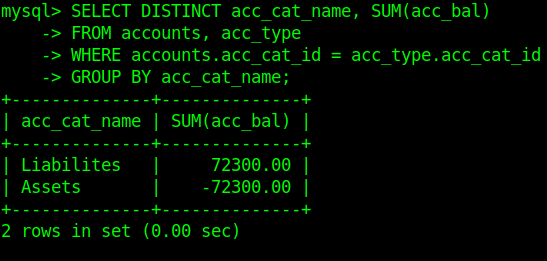 mysql> SELECT DISTINCT acc_cat_name, SUM(acc_bal)
    -> FROM accounts, acc_type
    -> WHERE accounts.acc_cat_id = acc_type.acc_cat_id
    -> GROUP BY acc_cat_name;
+--------------+--------------+
| acc_cat_name | SUM(acc_bal) |
+--------------+--------------+
| Liabilites   |     72300.00 |
| Assets       |    -72300.00 |
+--------------+--------------+
2 rows in set (0.00 sec)